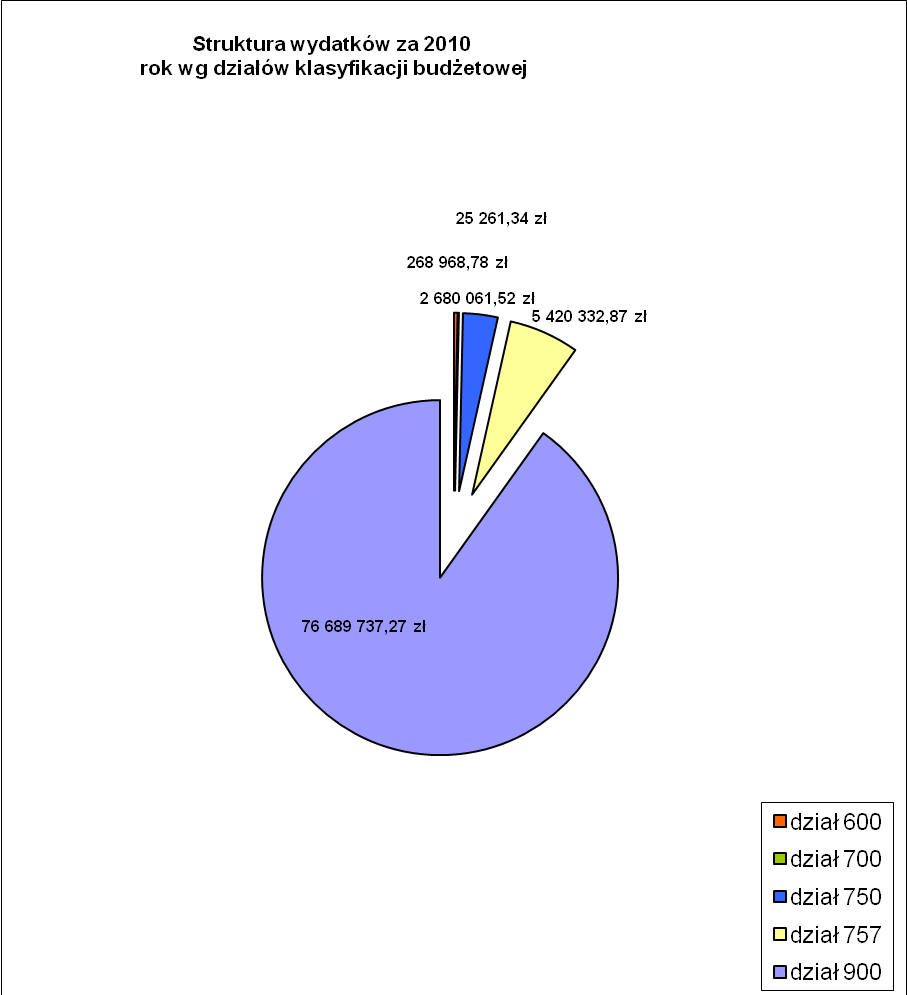 Struktura wydatków za 2010
rok wg działów klasyfikacji budżetowej
25 261,34 zł
268 968,78 zł
2 680 061,52 zł
5 420 332,87 zł
76 689 737,27 zł
dział 600
dział 700
dział 750
dział 757
dział 900